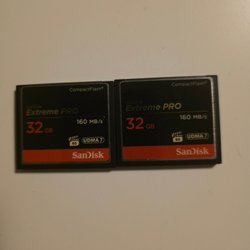 CompactFlash®
Extreme PRO
160 MB/s
32 GB
UDMA 7
SanDisk
CompactFlash®
Extreme PRO
160 MB/s
32 GB
UDMA 7
SanDisk